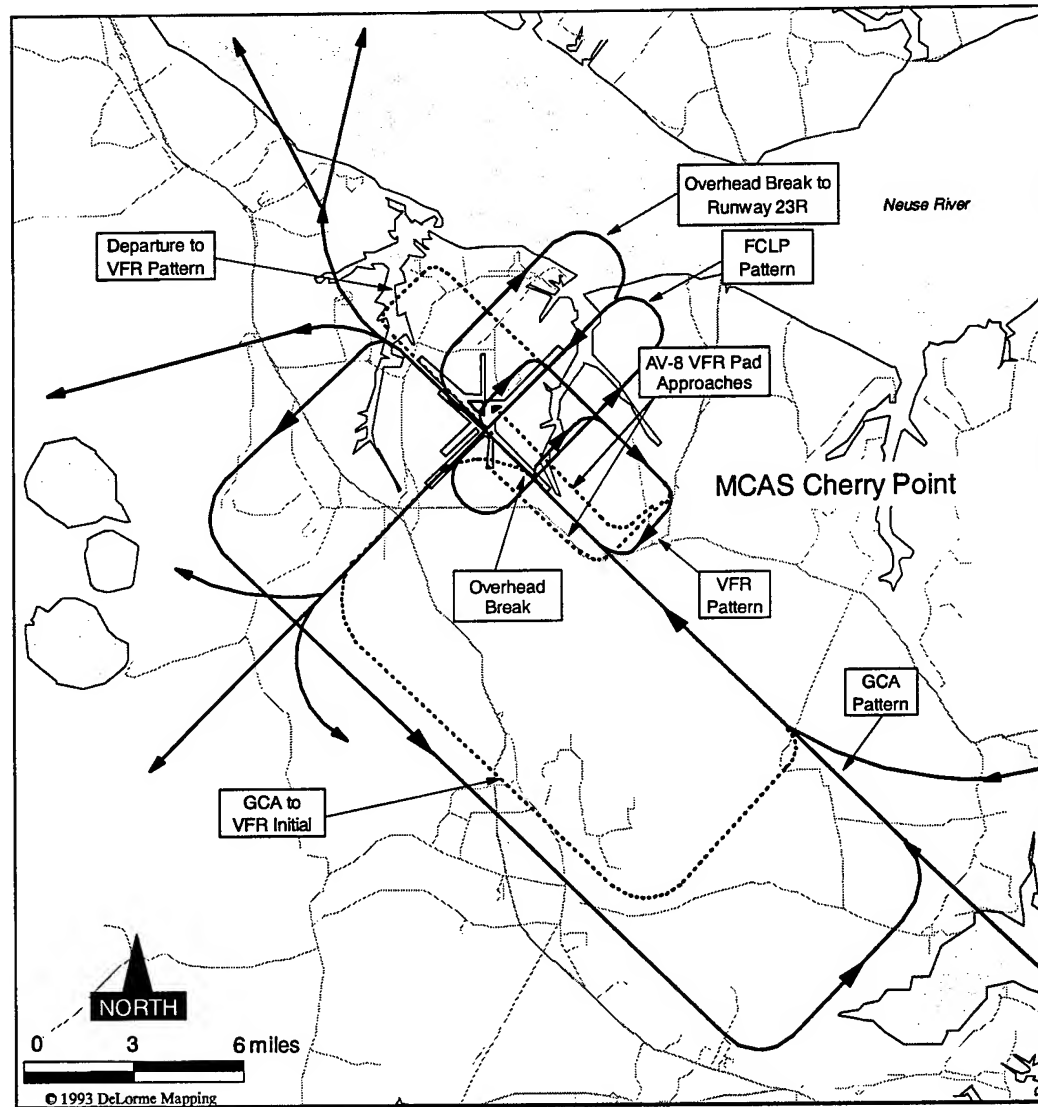 Overhead Break to
Runway 23R
Neuse River
Departure to
VFR Pattern
FCLP
Pattern
AV-8 VFR Pad
Approaches
MCAS Cherry Point
Overhead
Break
VFR
Pattern
GCA
Pattern
GCA to
VFR Initial
NORTH
0 3 6 miles
© 1993 DeLorme Mapping